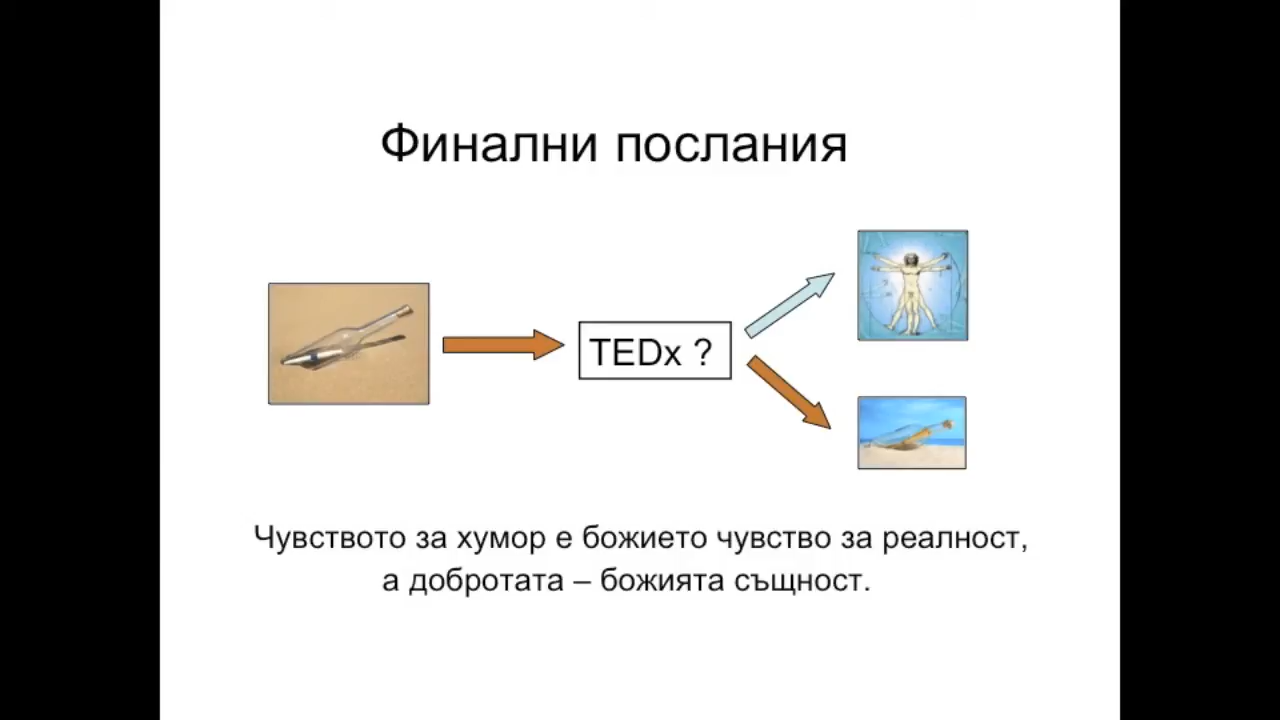 Финални послания
TEDx ?
Чувството за хумор е божието чувство за реалност,
а добротата – божията същност.